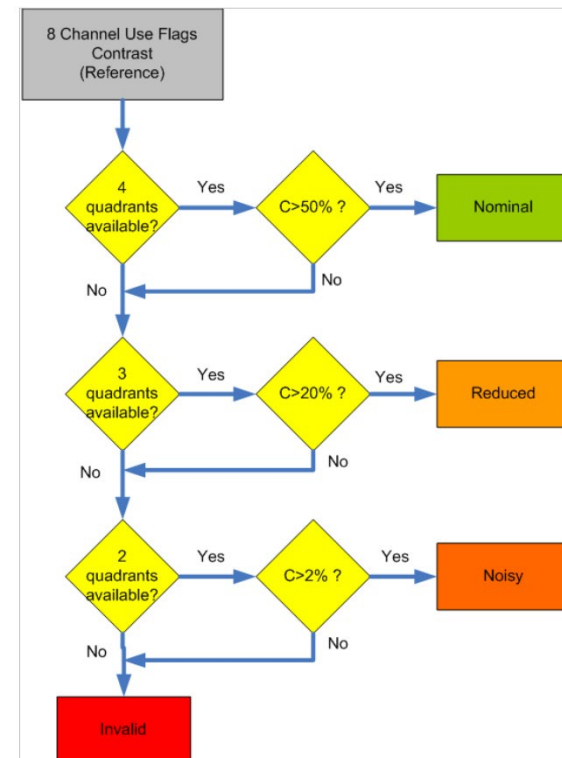 8 Channel Use Flags
Contrast
(Reference)
4
quadrants
available?
Yes
C>50% ?
Yes
Nominal
No
No
3
quadrants
available?
Yes
C>20% ?
Yes
Reduced
No
No
2
quadrants
available?
Yes
C>2% ?
Yes
Noisy
No
No
Invalid